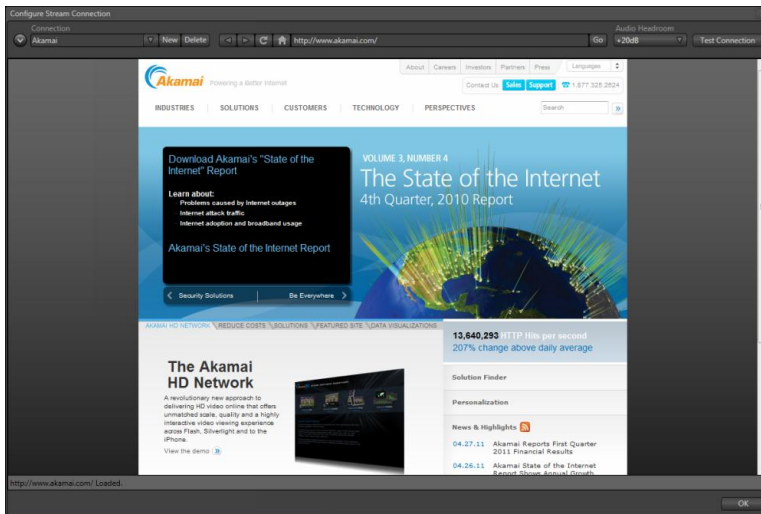 Configure Stream Connection
Connection
Audio Headroom
Akamai
New Delete
http://www.akamai.com/
Go
+20dB
Test Connection
About Careers Investors Partners Press Languages
Akamai Powering a Better Internet
Contact Us Sales Support 1.877.325.2624
INDUSTRIES SOLUTIONS CUSTOMERS TECHNOLOGY PERSPECTIVES
Search
Download Akamai's "State of the
Internet" Report
Learn about:
Problems caused by Internet outages
Internet attack traffic
Internet adoption and broadband usage
Akamai's State of the Internet Report
Security Solutions
Be Everywhere
VOLUME 3, NUMBER 4
The State of the Internet
4th Quarter, 2010 Report
AKAMAI HD NETWORK \REDUCE COSTS \SOLUTIONS \FEATURED SITE \DATA VISUALIZATIONS
13,640,293 HTTP Hits per second
207% change above daily average
The Akamai
HD Network
A revolutionary new approach to
delivering HD video online that offers
unmatched scale, quality and a highly
interactive video viewing experience
across Flash, Silverlight and to the
iPhone.
View the demo
Solution Finder
Personalization
News & Highlights
04.27.11 Akamai Reports First Quarter
2011 Financial Results
04.26.11 Akamai State of the Internet
Report Shows Annual Growth
http://www.akamai.com/ Loaded.
OK